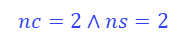 nc = 2 ∧ ns = 2